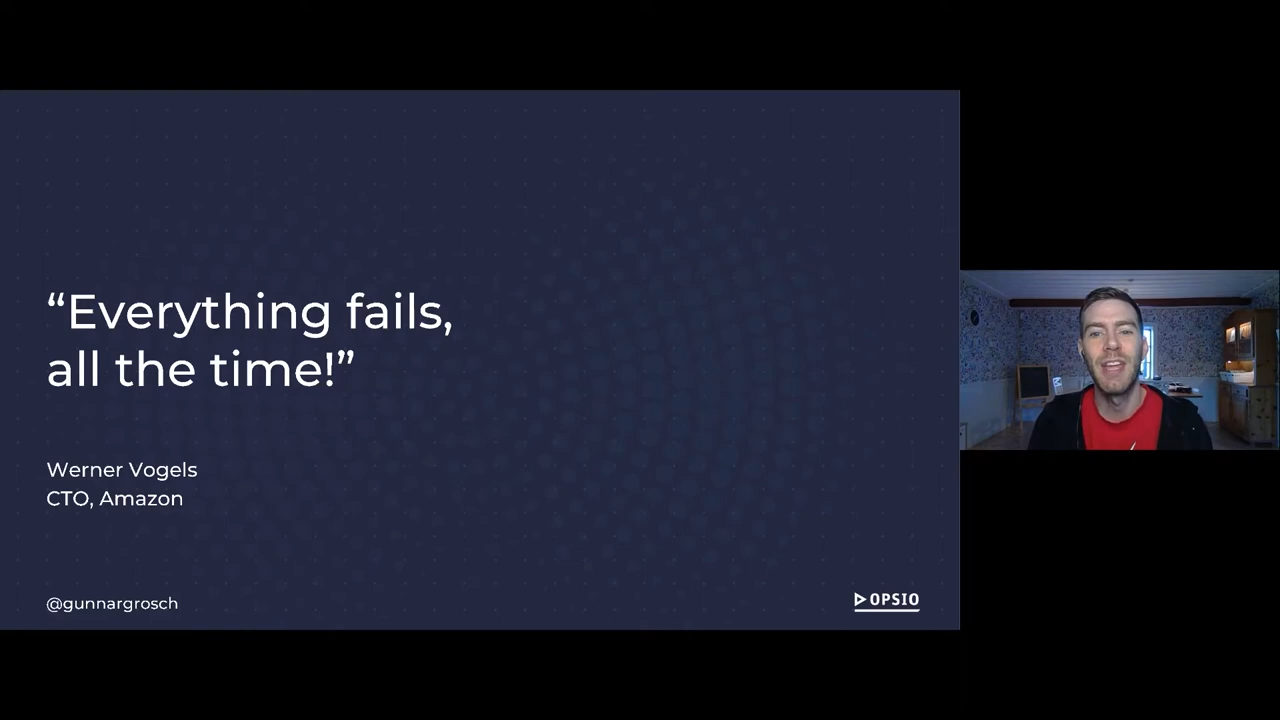 “Everything fails,
all the time!”
Werner Vogels
CTO, Amazon
@gunnargrosch
OPSIO